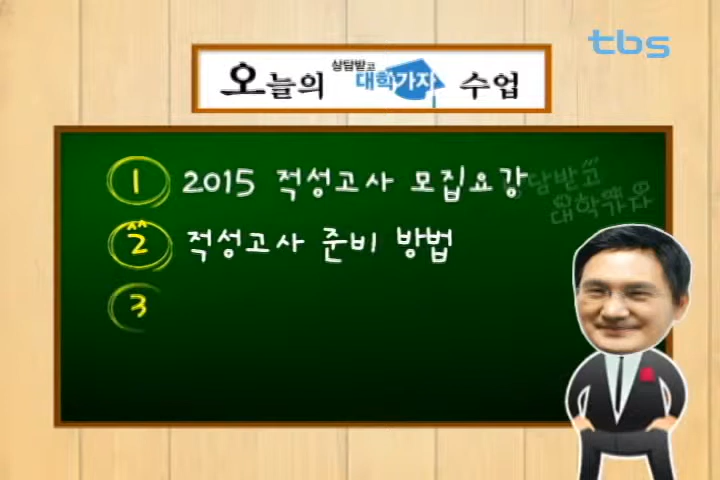 tbs
오늘의 상담받고 대학가자 수업
1 2015 적성고사 모집요강
상담받고
대학가자
2 적성고사 준비 방법
3